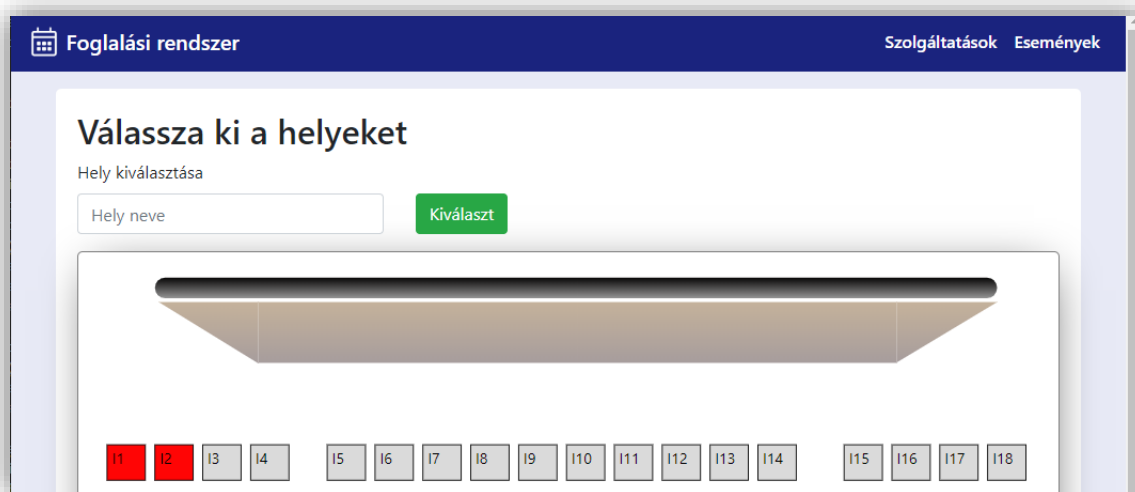 Foglalási rendszer
Szolgáltatások Események
Válassza ki a helyeket
Hely kiválasztása
Hely neve
Kiválaszt
I1 I2 I3 I4 I5 I6 I7 I8 I9 I10 I11 I12 I13 I14 I15 I16 I17 I18